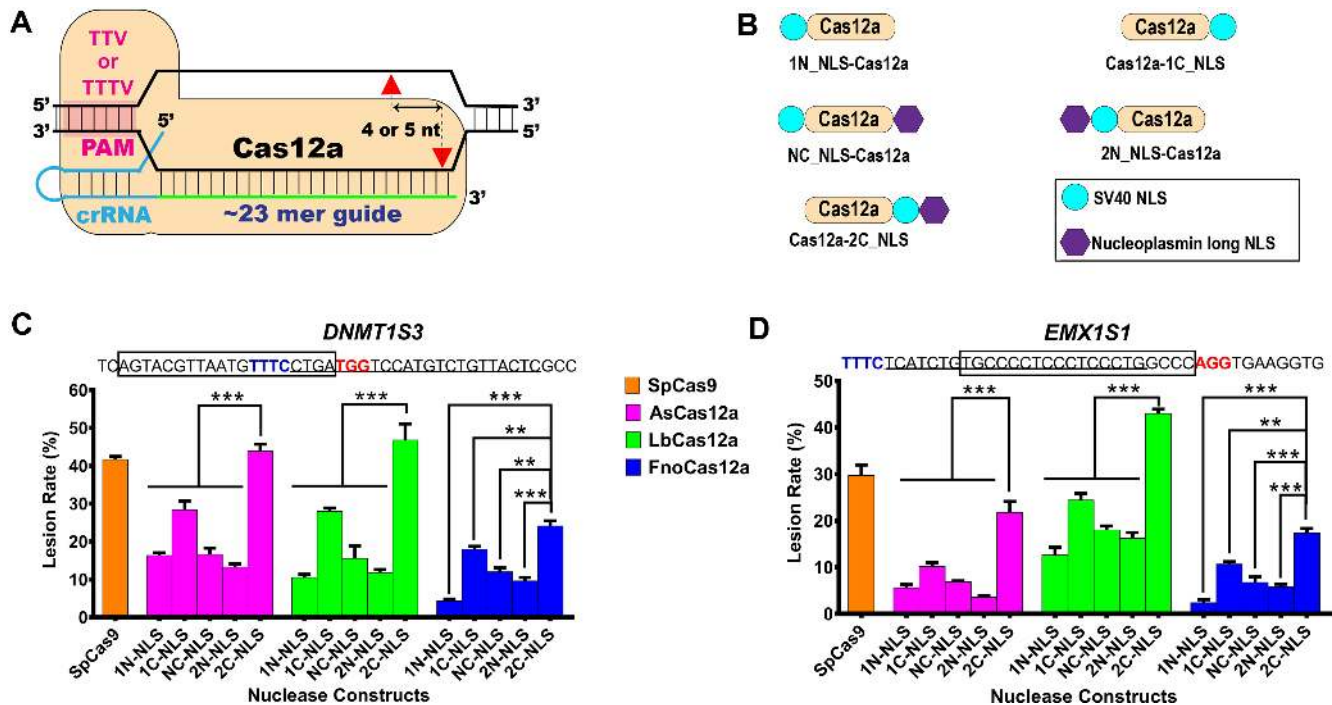 A
TTV
or
TTTV
5'
3'
5'
3'
5'
4 or 5 nt
PAM
Cas12a
3'
crRNA
~23 mer guide
B
Cas12a
1N_NLS-Cas12a
Cas12a
Cas12a-1C_NLS
Cas12a
NC_NLS-Cas12a
Cas12a
2N_NLS-Cas12a
Cas12a
Cas12a-2C_NLS
SV40 NLS
Nucleoplasmin long NLS
C
DNMT1S3
TCAGTACGTTAATGTTTCCTGATGGTCCATGTCTGTTACTCGCC
Lesion Rate (%)
60
50
40
30
20
10
0
***
***
***
**
**
***
SpCas9
1N-NLS
1C-NLS
NC-NLS
2N-NLS
2C-NLS
1N-NLS
1C-NLS
NC-NLS
2N-NLS
2C-NLS
1N-NLS
1C-NLS
NC-NLS
2N-NLS
2C-NLS
Nuclease Constructs
SpCas9
AsCas12a
LbCas12a
FnoCas12a
D
EMX1S1
TTTCTCATCTGTGCCCCTCCCTCCCTGGCCCAGGTGAAGGTG
Lesion Rate (%)
50
40
30
20
10
0
***
***
***
**
***
***
SpCas9
1N-NLS
1C-NLS
NC-NLS
2N-NLS
2C-NLS
1N-NLS
1C-NLS
NC-NLS
2N-NLS
2C-NLS
1N-NLS
1C-NLS
NC-NLS
2N-NLS
2C-NLS
Nuclease Constructs